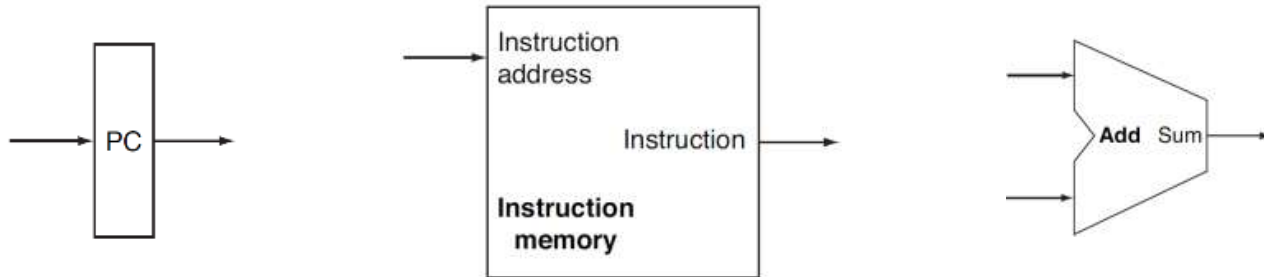 PC
Instruction
address
Instruction
Instruction
memory
Add Sum